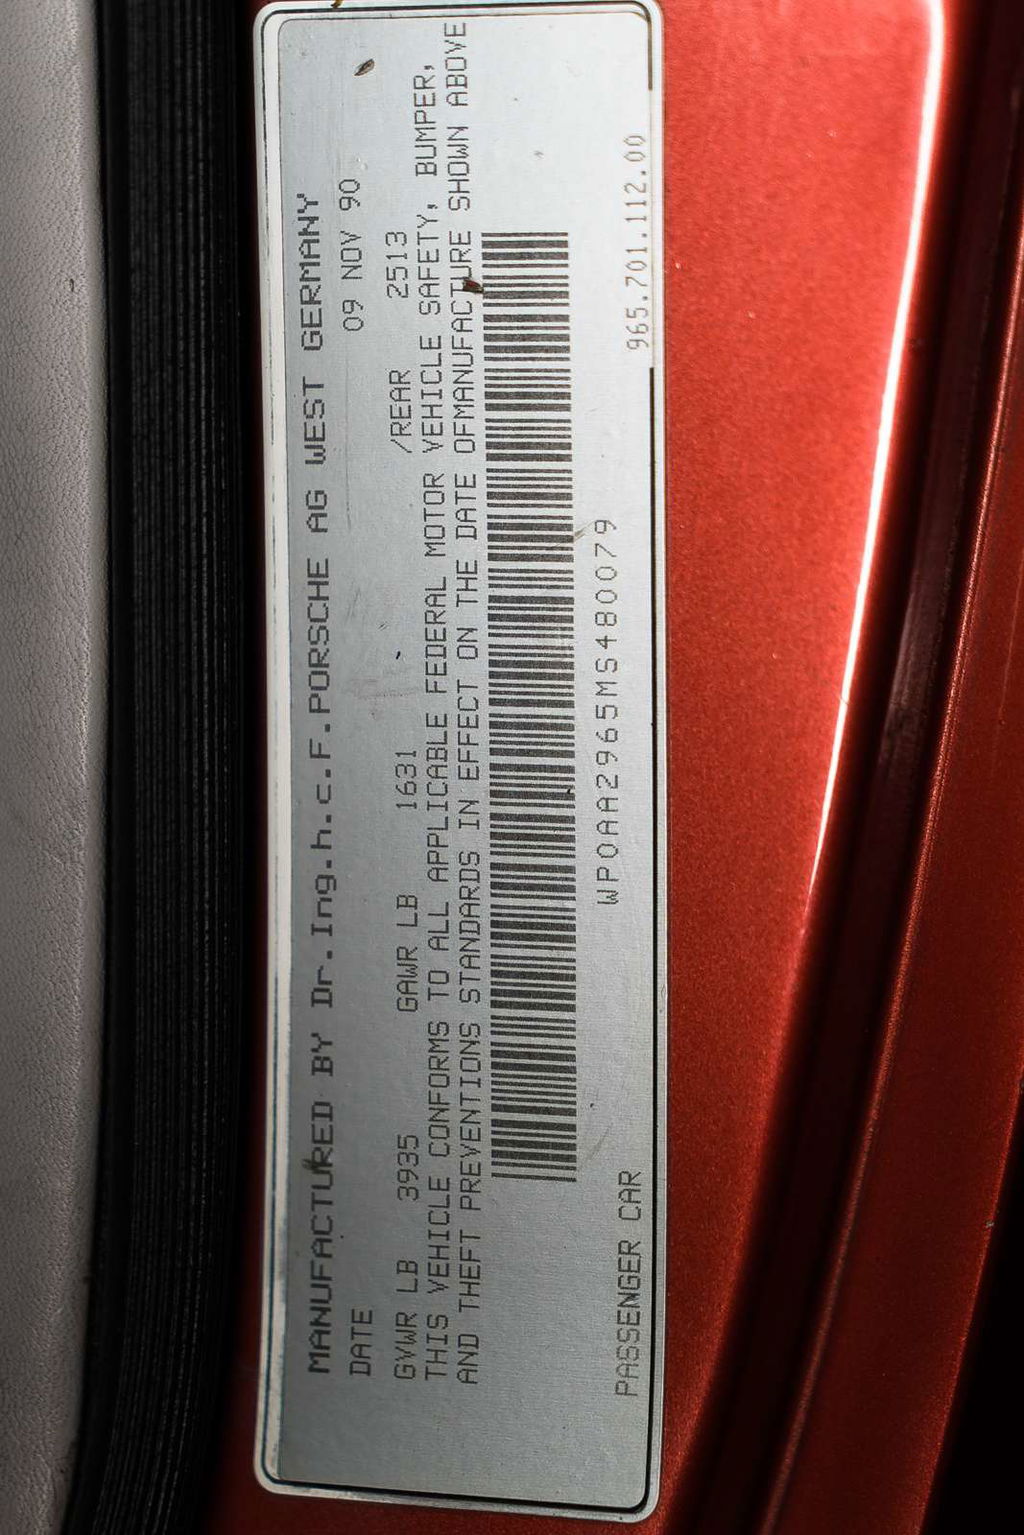 MANUFACTURED BY Dr.Ing.h.c.F.PORSCHE AG WEST GERMANY
DATE 09 NOV 90
GVWR LB 3935 GAWR LB 1631 /REAR 2513
THIS VEHICLE CONFORMS TO ALL APPLICABLE FEDERAL MOTOR VEHICLE SAFETY, BUMPER,
AND THEFT PREVENTIONS STANDARDS IN EFFECT ON THE DATE OFMANUFACTURE SHOWN ABOVE
WP0AA2965MS480079
PASSENGER CAR 965.701.112.00